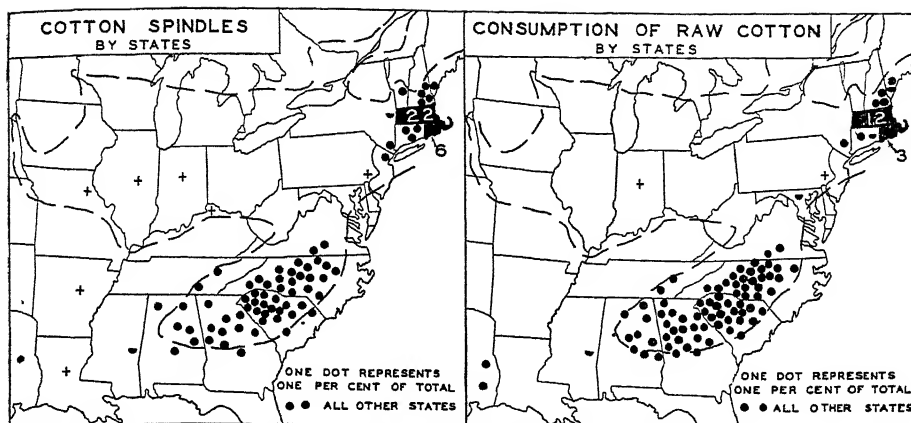 COTTON SPINDLES
BY STATES
22
6
ONE DOT REPRESENTS
ONE PER CENT OF TOTAL
ALL OTHER STATES
CONSUMPTION OF RAW COTTON
BY STATES
12
3
ONE DOT REPRESENTS
ONE PER CENT OF TOTAL
ALL OTHER STATES